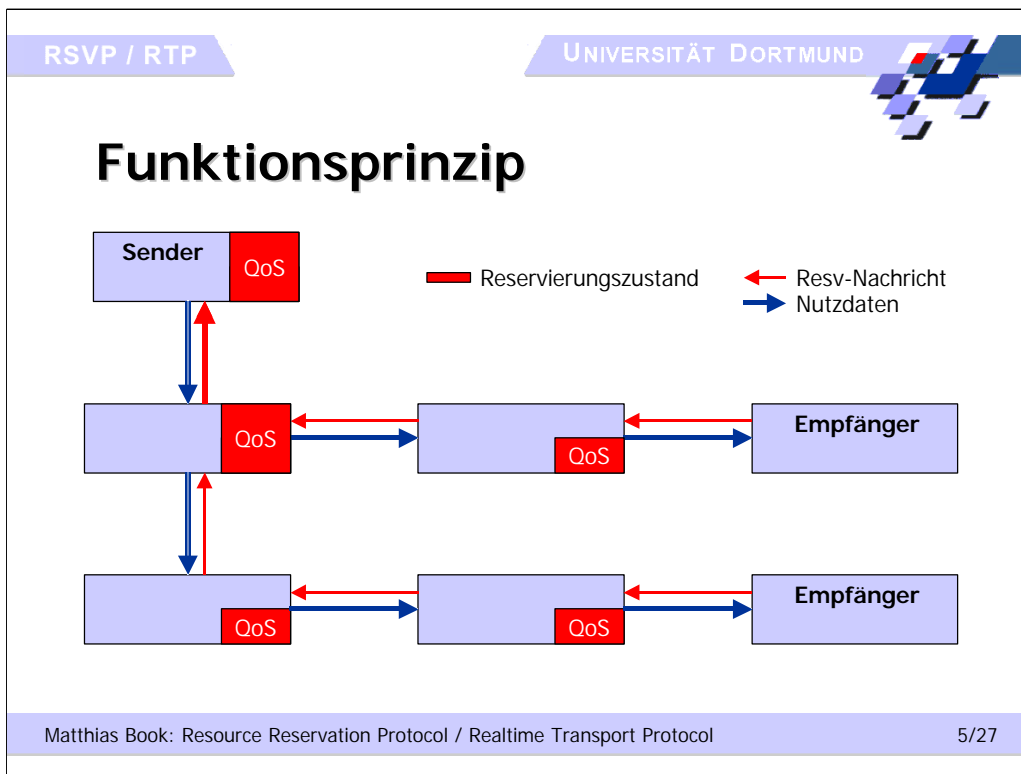 RSVP / RTP
UNIVERSITÄT DORTMUND
Funktionsprinzip
Sender
QoS
Reservierungszustand
Resv-Nachricht
Nutzdaten
QoS
QoS
Empfänger
QoS
QoS
Empfänger
Matthias Book: Resource Reservation Protocol / Realtime Transport Protocol
5/27